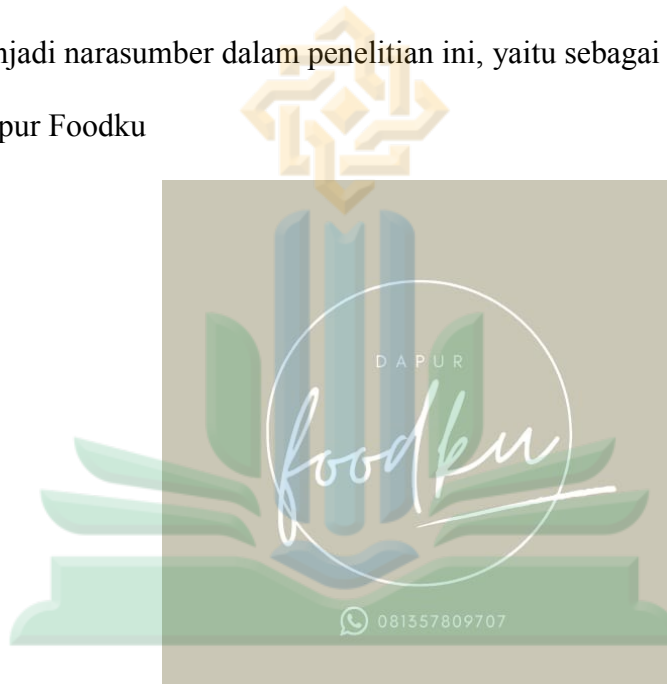 njadi narasumber dalam penelitian ini, yaitu sebagai
pur Foodku
DAPUR
foodku
081357809707